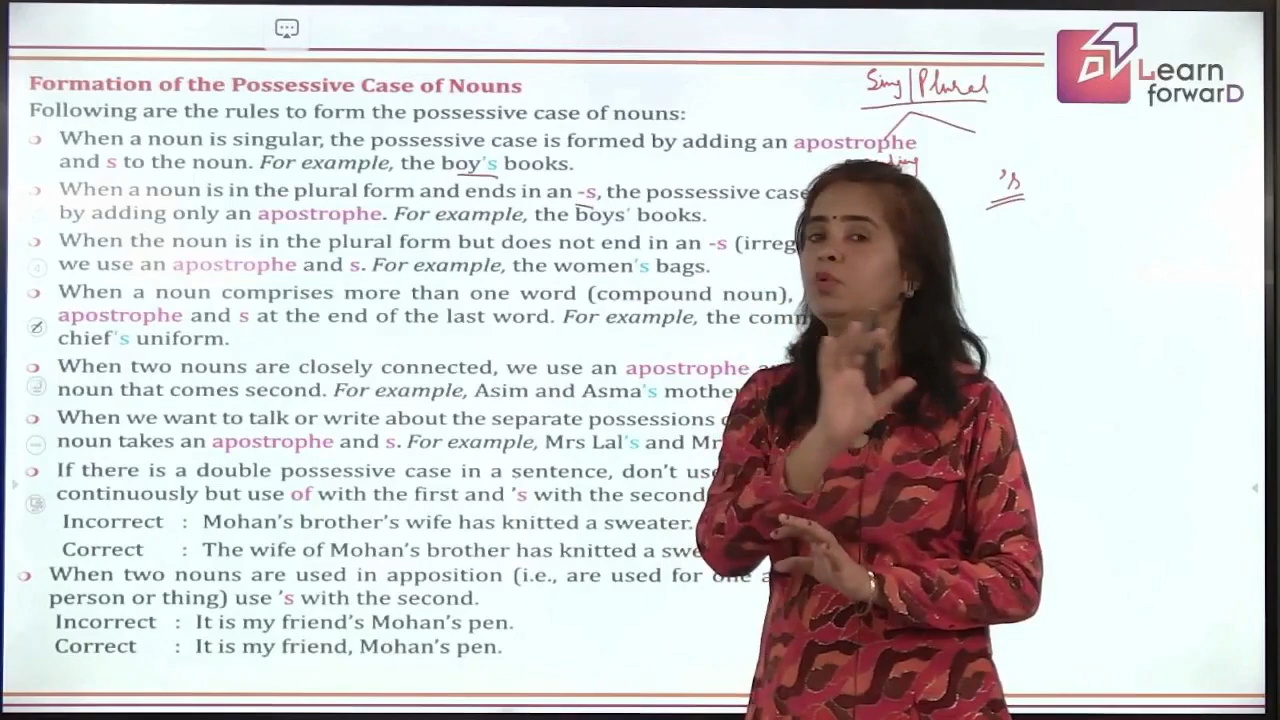 Learn
forwarD
Sing|Plural
's
Formation of the Possessive Case of Nouns
Following are the rules to form the possessive case of nouns:
When a noun is singular, the possessive case is formed by adding an apostrophe
and s to the noun. For example, the boy's books.
When a noun is in the plural form and ends in an -s, the possessive case
by adding only an apostrophe. For example, the boys' books.
When the noun is in the plural form but does not end in an -s
we use an apostrophe and s. For example, the women's bags.
When a noun comprises more than one word (compound noun),
apostrophe and s at the end of the last word. For example, the
chief's uniform.
When two nouns are closely connected, we use an apostrophe
noun that comes second. For example, Asim and Asma's mother
When we want to talk or write about the separate possessions
noun takes an apostrophe and s. For example, Mrs Lal's and
If there is a double possessive case in a sentence, don't use
continuously but use of with the first and 's with the second
Incorrect : Mohan's brother's wife has knitted a sweater.
Correct : The wife of Mohan's brother has knitted a
When two nouns are used in apposition (i.e., are used for one
person or thing) use 's with the second.
Incorrect : It is my friend's Mohan's pen.
Correct : It is my friend, Mohan's pen.